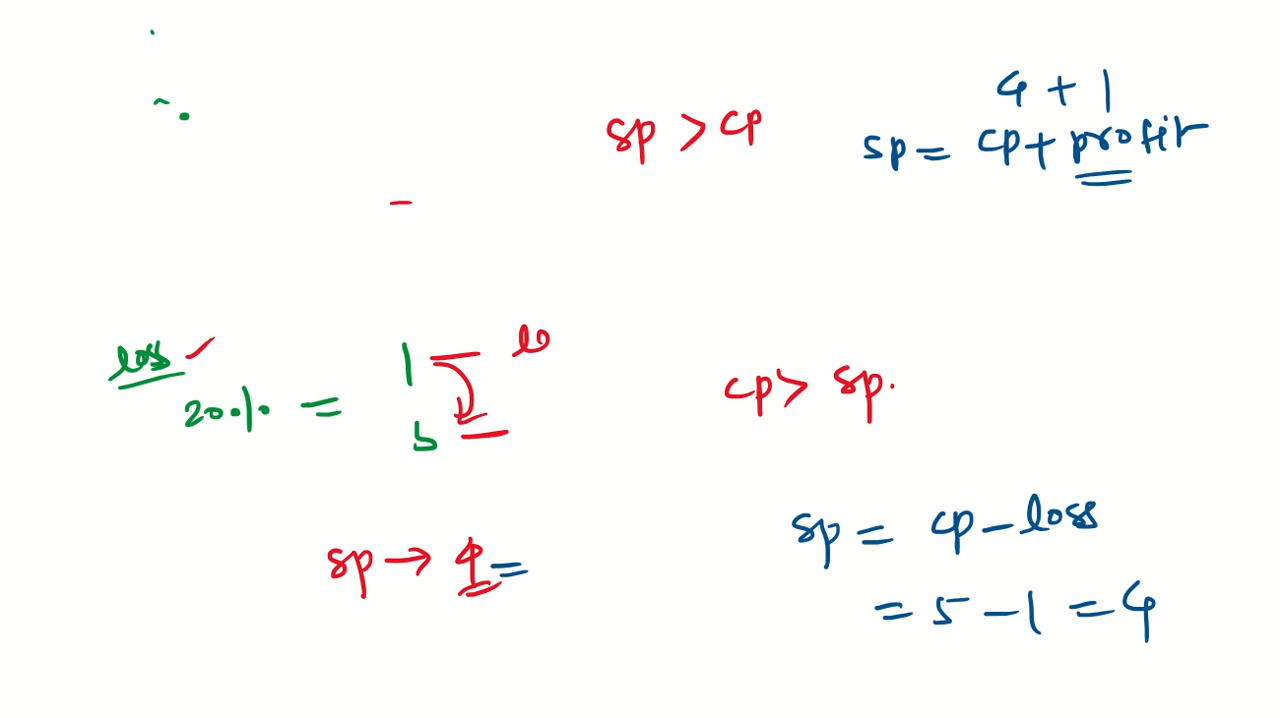 4 + 1
sp > cp
sp = cp + profit
loss
lo
1
20% =
5
cp > sp.
sp = cp - loss
sp → 4 =
= 5 - 1 = 4